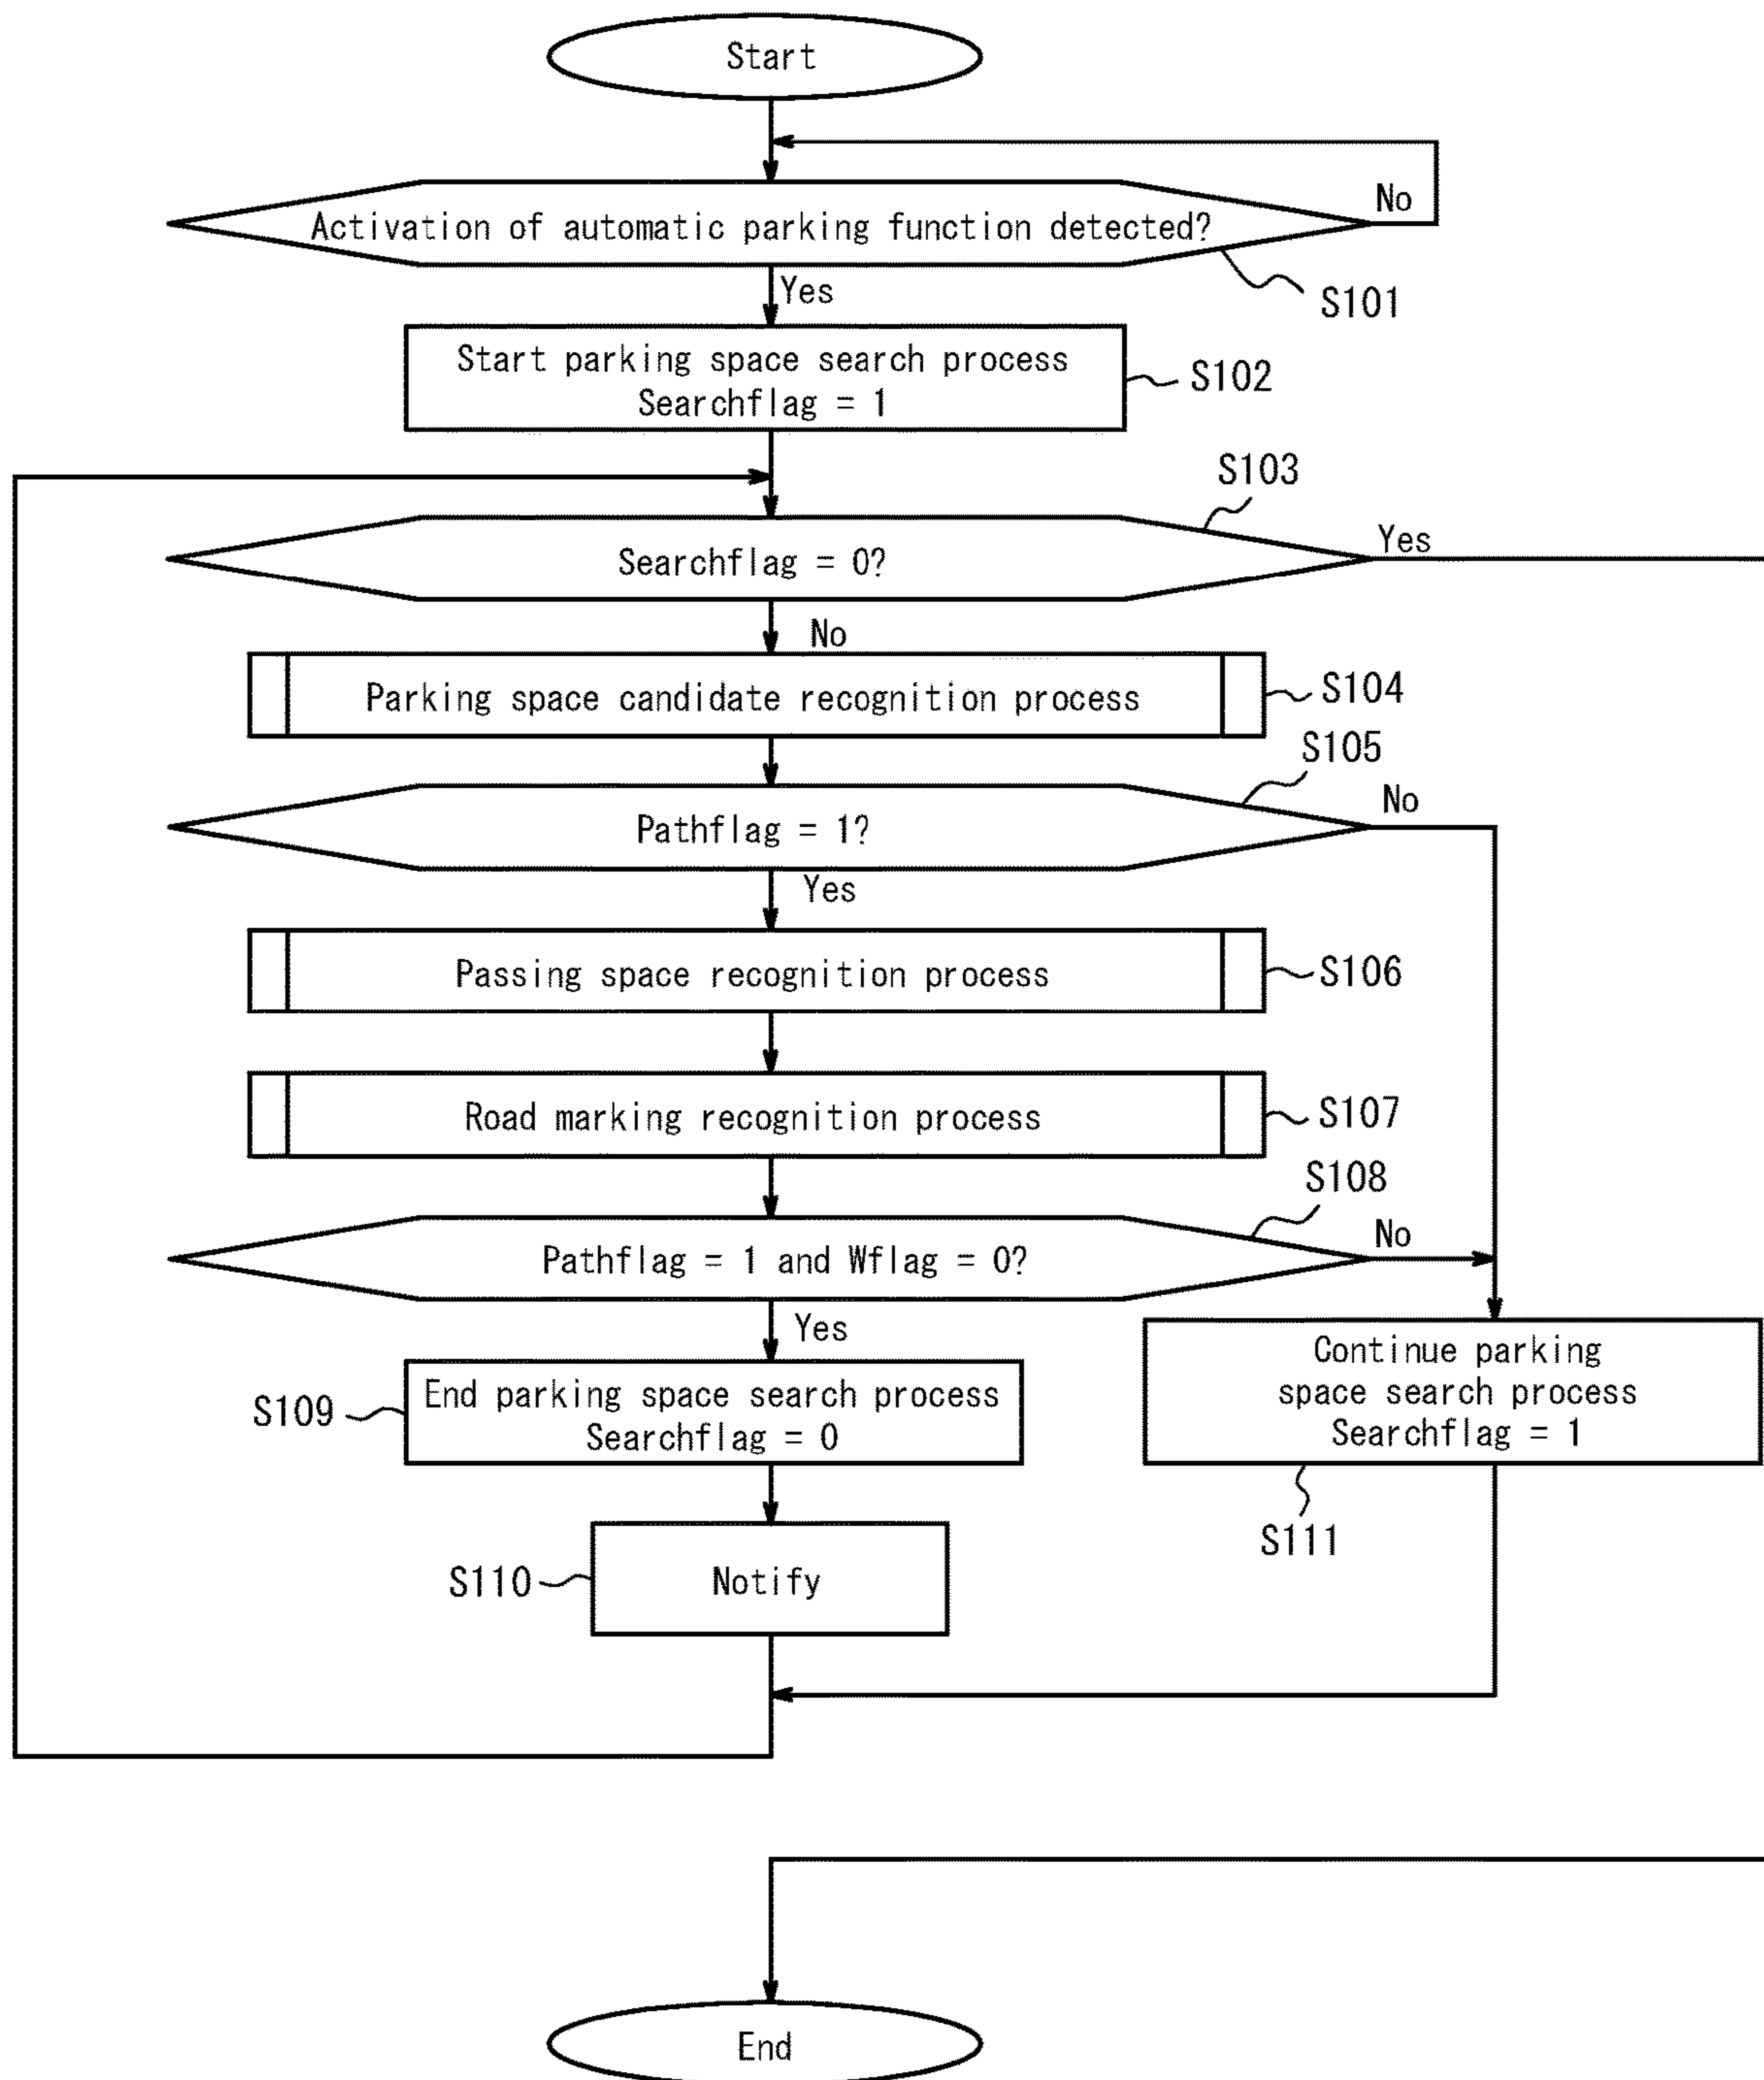 Start
No
Activation of automatic parking function detected?
Yes
S101
Start parking space search process
Searchflag = 1
S102
S103
Yes
Searchflag = 0?
No
Parking space candidate recognition process
S104
S105
No
Pathflag = 1?
Yes
Passing space recognition process
S106
Road marking recognition process
S107
S108
No
Pathflag = 1 and Wflag = 0?
Yes
End parking space search process
Searchflag = 0
S109
Continue parking
space search process
Searchflag = 1
S111
S110
Notify
End